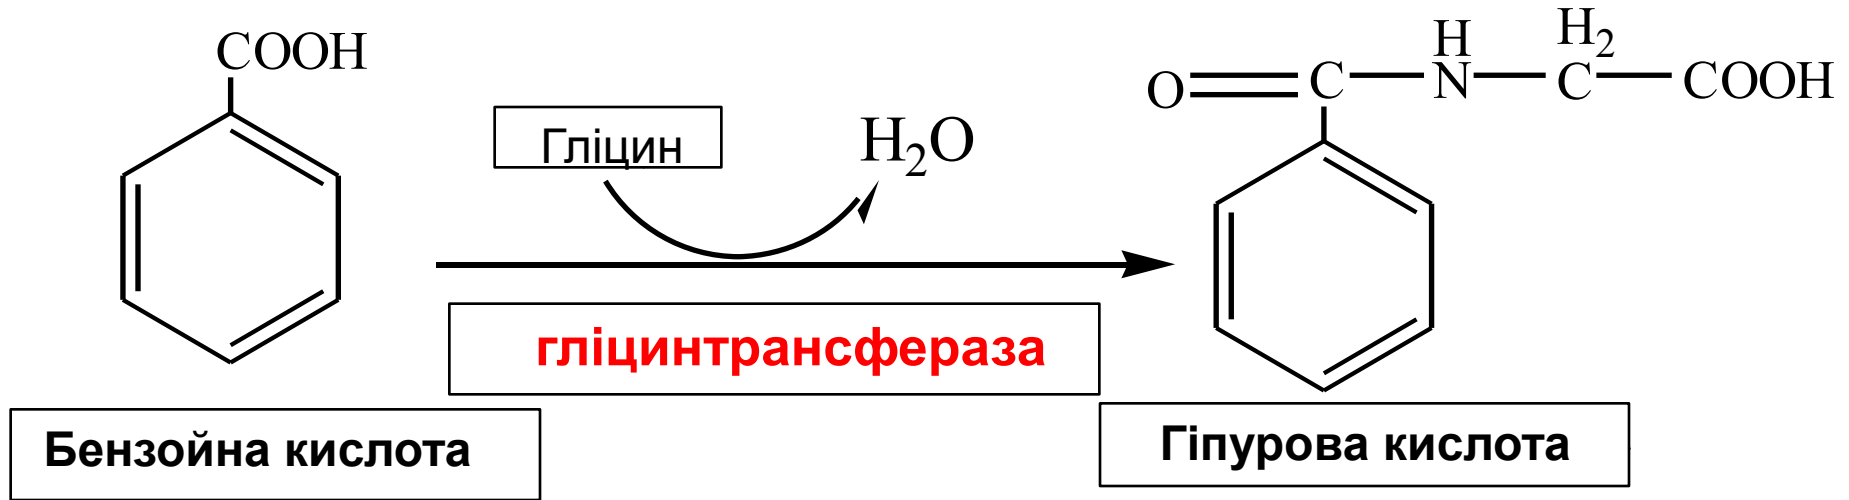 COOH
Гліцин
H₂O
гліцинтрансфераза
Бензойна кислота
H H₂
O C N C COOH
Гіпурова кислота